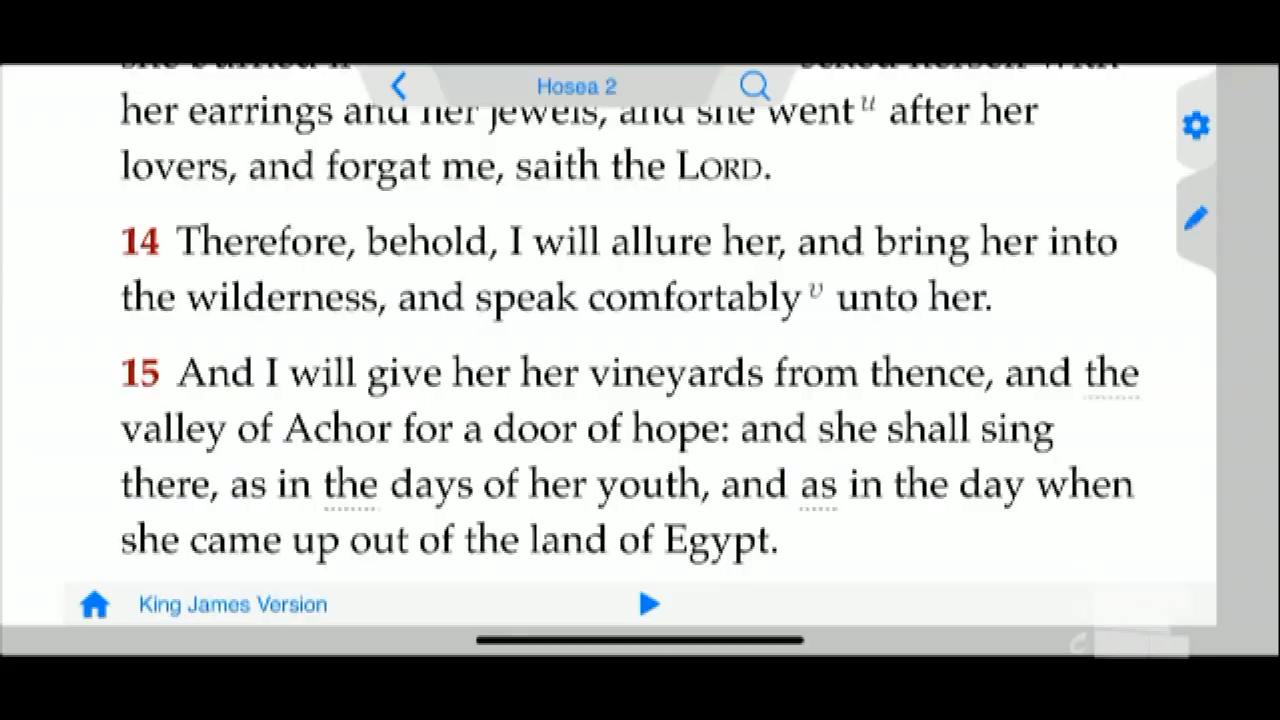 Hosea 2
her earrings and her jewels, and she went u after her
lovers, and forgat me, saith the LORD.
14 Therefore, behold, I will allure her, and bring her into
the wilderness, and speak comfortably v unto her.
15 And I will give her her vineyards from thence, and the
valley of Achor for a door of hope: and she shall sing
there, as in the days of her youth, and as in the day when
she came up out of the land of Egypt.
King James Version